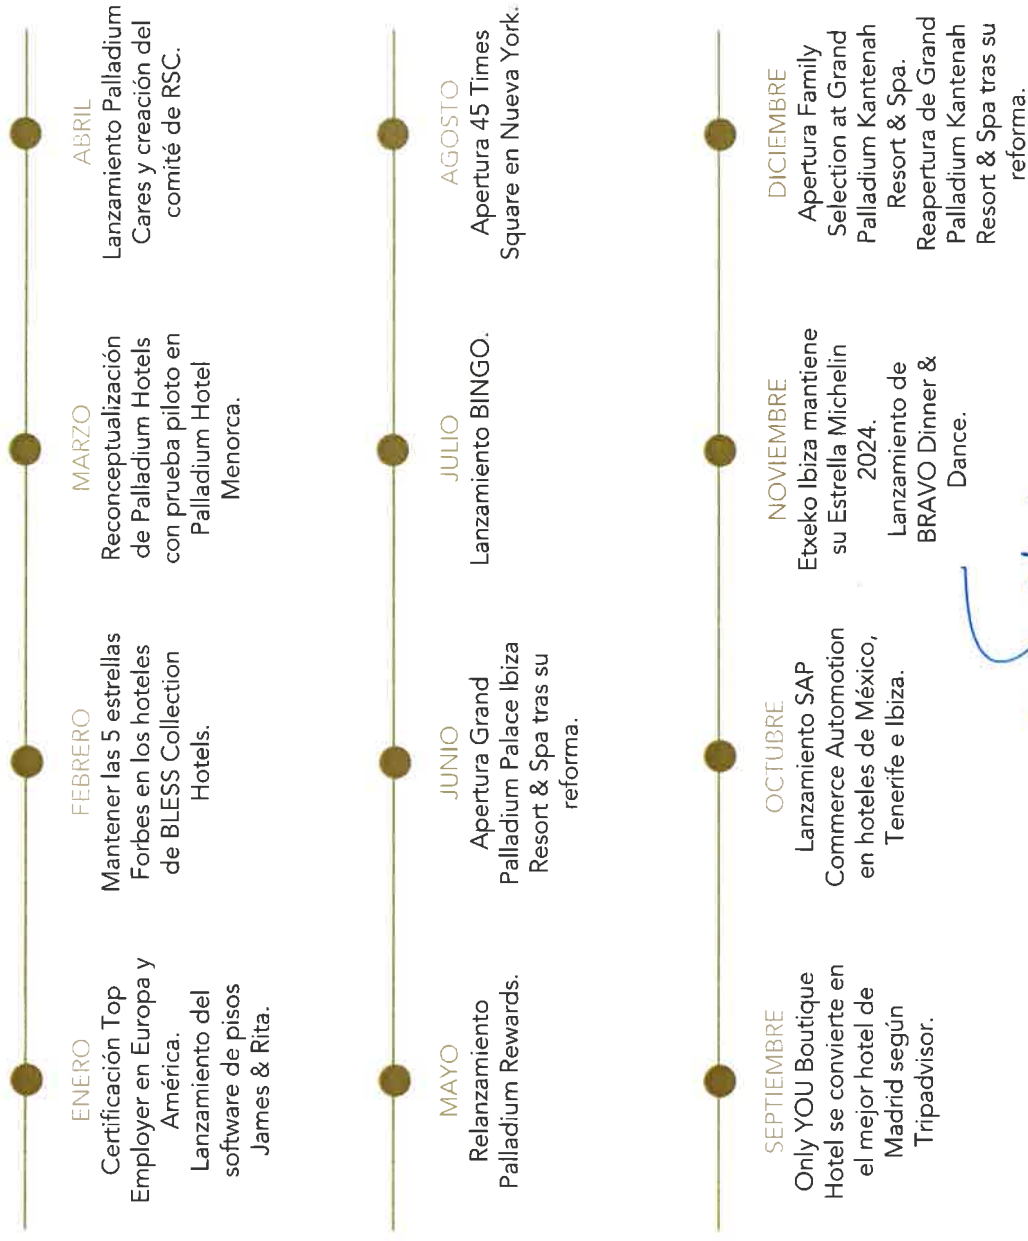 ENERO
Certificación Top
Employer en Europa y
América.
Lanzamiento del
software de pisos
James & Rita.
FEBRERO
Mantener las 5 estrellas
Forbes en los hoteles
de BLESS Collection
Hotels.
MARZO
Reconceptualización
de Palladium Hotels
con prueba piloto en
Palladium Hotel
Menorca.
ABRIL
Lanzamiento Palladium
Cares y creación del
comité de RSC.
MAYO
Relanzamiento
Palladium Rewards.
JUNIO
Apertura Grand
Palladium Palace Ibiza
Resort & Spa tras su
reforma.
JULIO
Lanzamiento BINGO.
AGOSTO
Apertura 45 Times
Square en Nueva York.
SEPTIEMBRE
Only YOU Boutique
Hotel se convierte en
el mejor hotel de
Madrid según
Tripadvisor.
OCTUBRE
Lanzamiento SAP
Commerce Automotion
en hoteles de México,
Tenerife e Ibiza.
NOVIEMBRE
Etxeko Ibiza mantiene
su Estrella Michelin
2024.
Lanzamiento de
BRAVO Dinner &
Dance.
DICIEMBRE
Apertura Family
Selection at Grand
Palladium Kantenah
Resort & Spa.
Reapertura de Grand
Palladium Kantenah
Resort & Spa tras su
reforma.